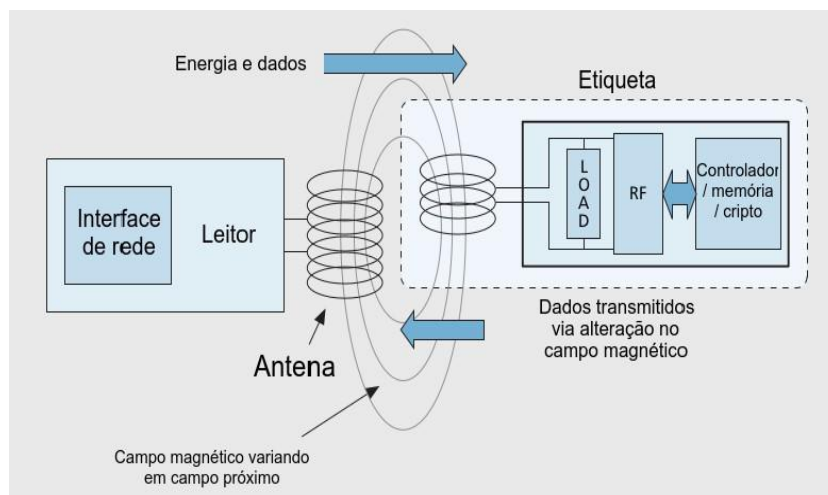 Energia e dados
Etiqueta
Interface
de rede
Leitor
L
O
A
D
RF
Controlador
/ memória
/ cripto
Dados transmitidos
via alteração no
campo magnético
Antena
Campo magnético variando
em campo próximo